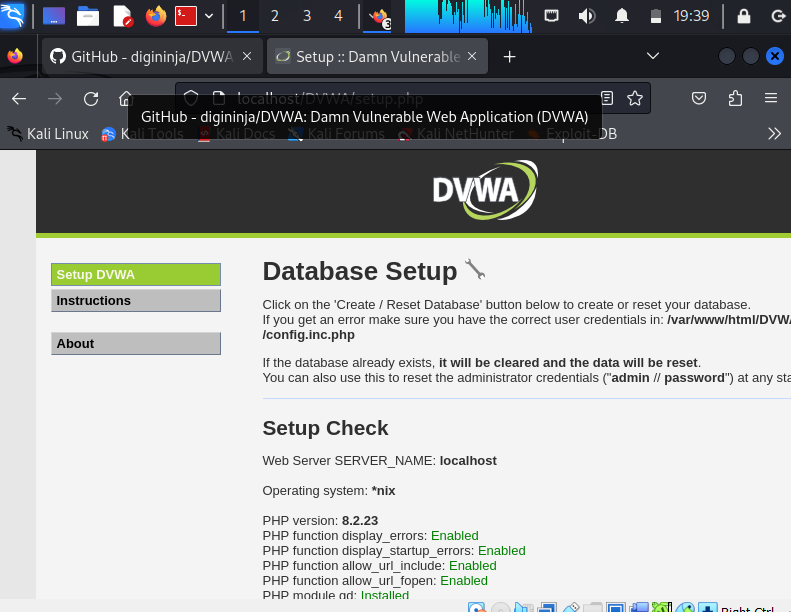 1 2 3 4 3 19:39
GitHub - digininja/DVWA Setup :: Damn Vulnerable
localhost/DVWA/setup.php
GitHub - digininja/DVWA: Damn Vulnerable Web Application (DVWA)
Kali Linux Kali Tools Kali Docs Kali Forums Kali NetHunter Exploit-DB
DVWA
Setup DVWA
Instructions
About
Database Setup
Click on the 'Create / Reset Database' button below to create or reset your database.
If you get an error make sure you have the correct user credentials in: /var/www/html/DVWA
/config.inc.php
If the database already exists, it will be cleared and the data will be reset.
You can also use this to reset the administrator credentials ("admin // password") at any sta
Setup Check
Web Server SERVER_NAME: localhost
Operating system: *nix
PHP version: 8.2.23
PHP function display_errors: Enabled
PHP function display_startup_errors: Enabled
PHP function allow_url_include: Enabled
PHP function allow_url_fopen: Enabled
PHP module gd: Installed
Right Ctrl